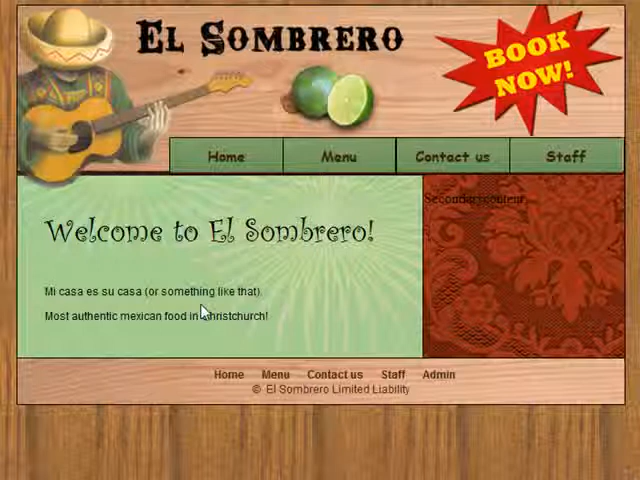 El Sombrero
BOOK
NOW!
Home Menu Contact us Staff
Secondary content
Welcome to El Sombrero!
Mi casa es su casa (or something like that).
Most authentic mexican food in Christchurch!
Home Menu Contact us Staff Admin
© El Sombrero Limited Liability